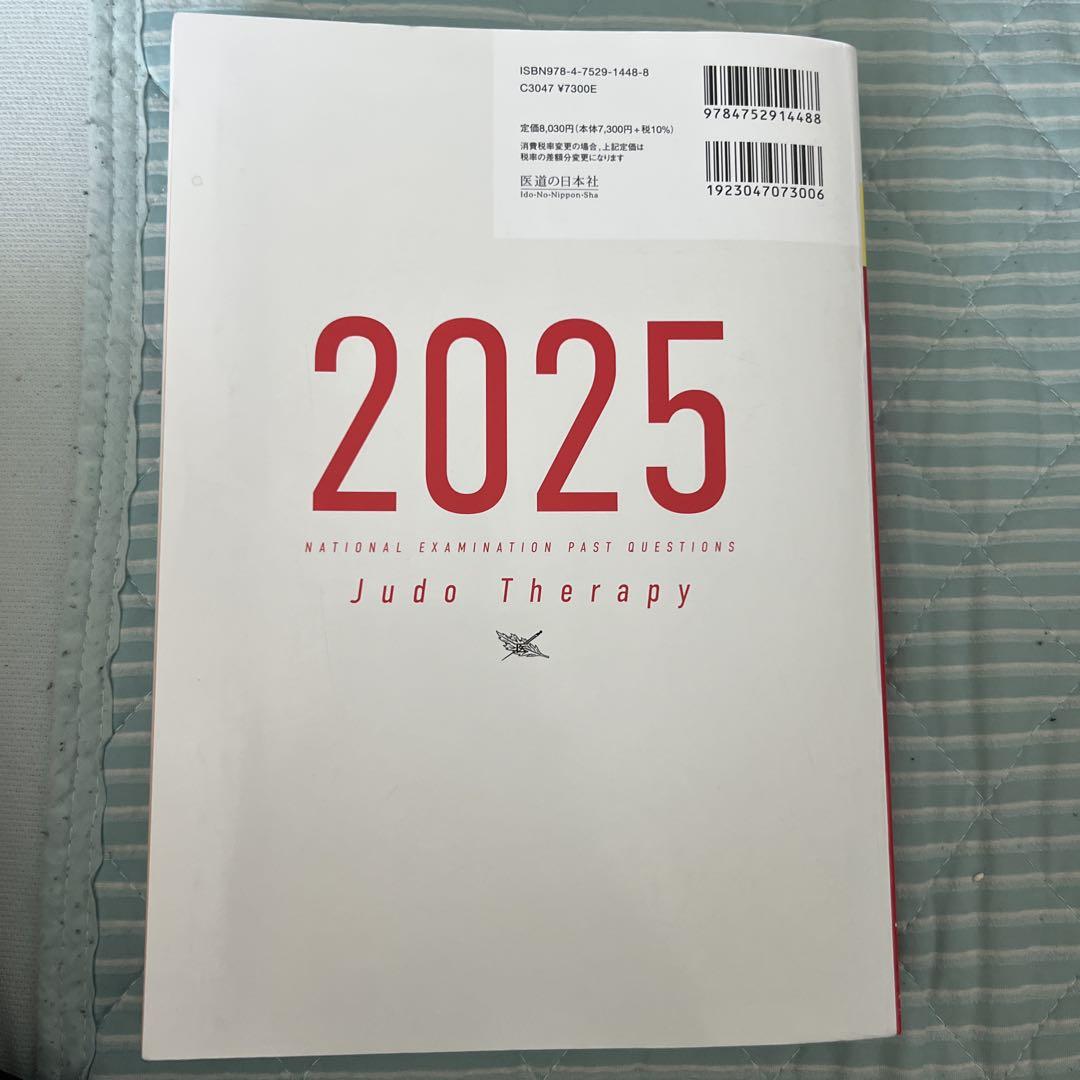 ISBN978-4-7529-1448-8
C3047 ¥7300E
9784752914488
定価8,030円(本体7,300円+税10%)
消費税率変更の場合、上記定価は
税率の差額分変更になります
医道の日本社
Ido-No-Nippon-Sha
1923047073006
2025
NATIONAL EXAMINATION PAST QUESTIONS
Judo Therapy